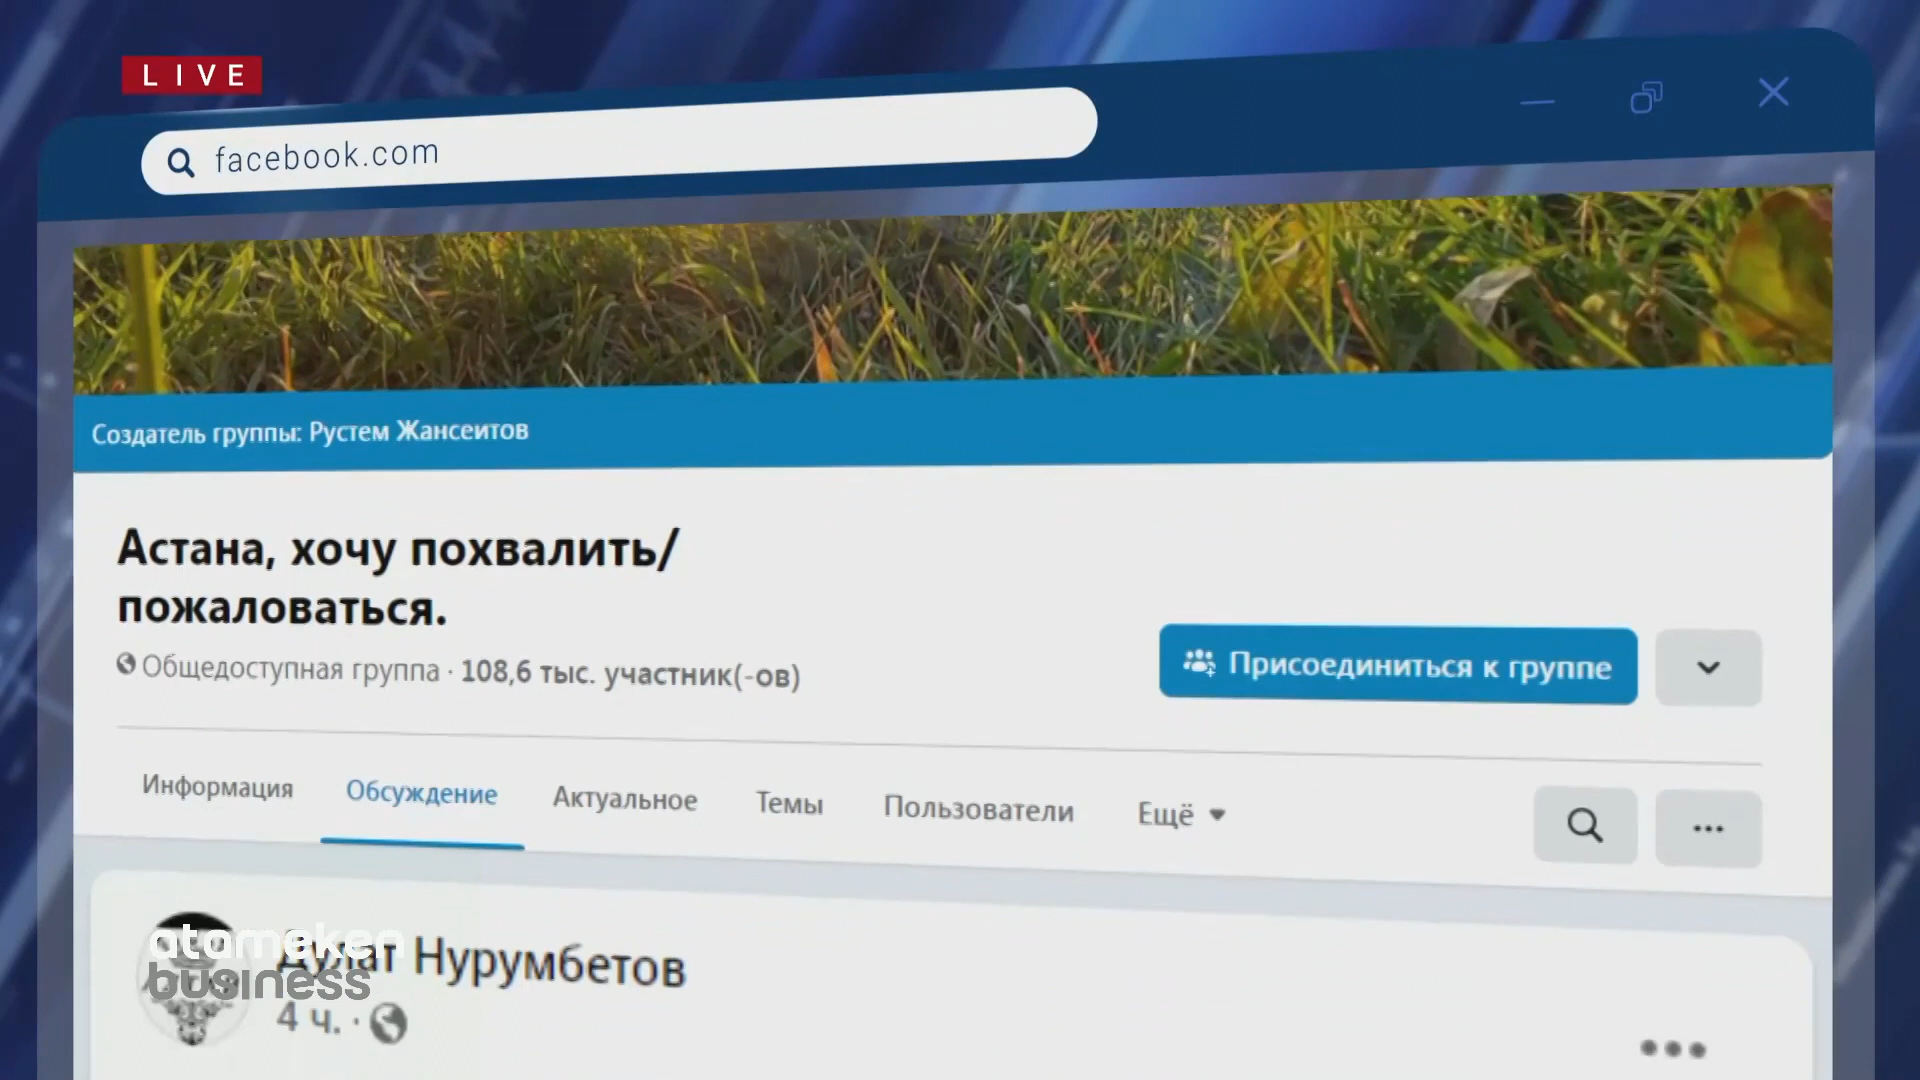 LIVE
facebook.com
Создатель группы: Рустем Жансеитов
Астана, хочу похвалить/
пожаловаться.
Общедоступная группа · 108,6 тыс. участник(-ов)
Присоединиться к группе
Информация Обсуждение Актуальное Темы Пользователи Ещё
Дулат Нурумбетов
4 ч. ·
atameken
business